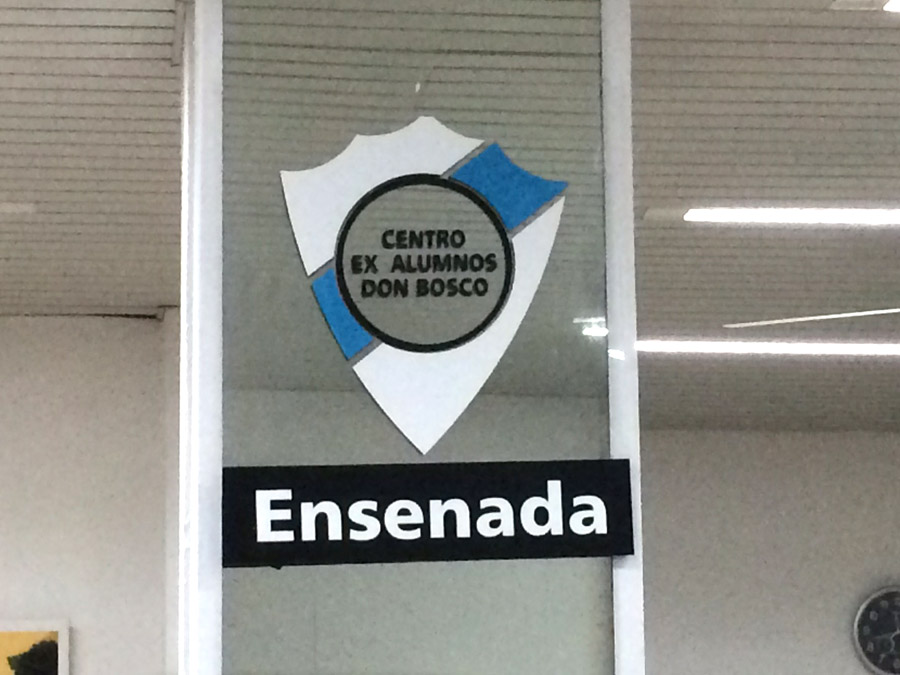 CENTRO
EX ALUMNOS
DON BOSCO
Ensenada